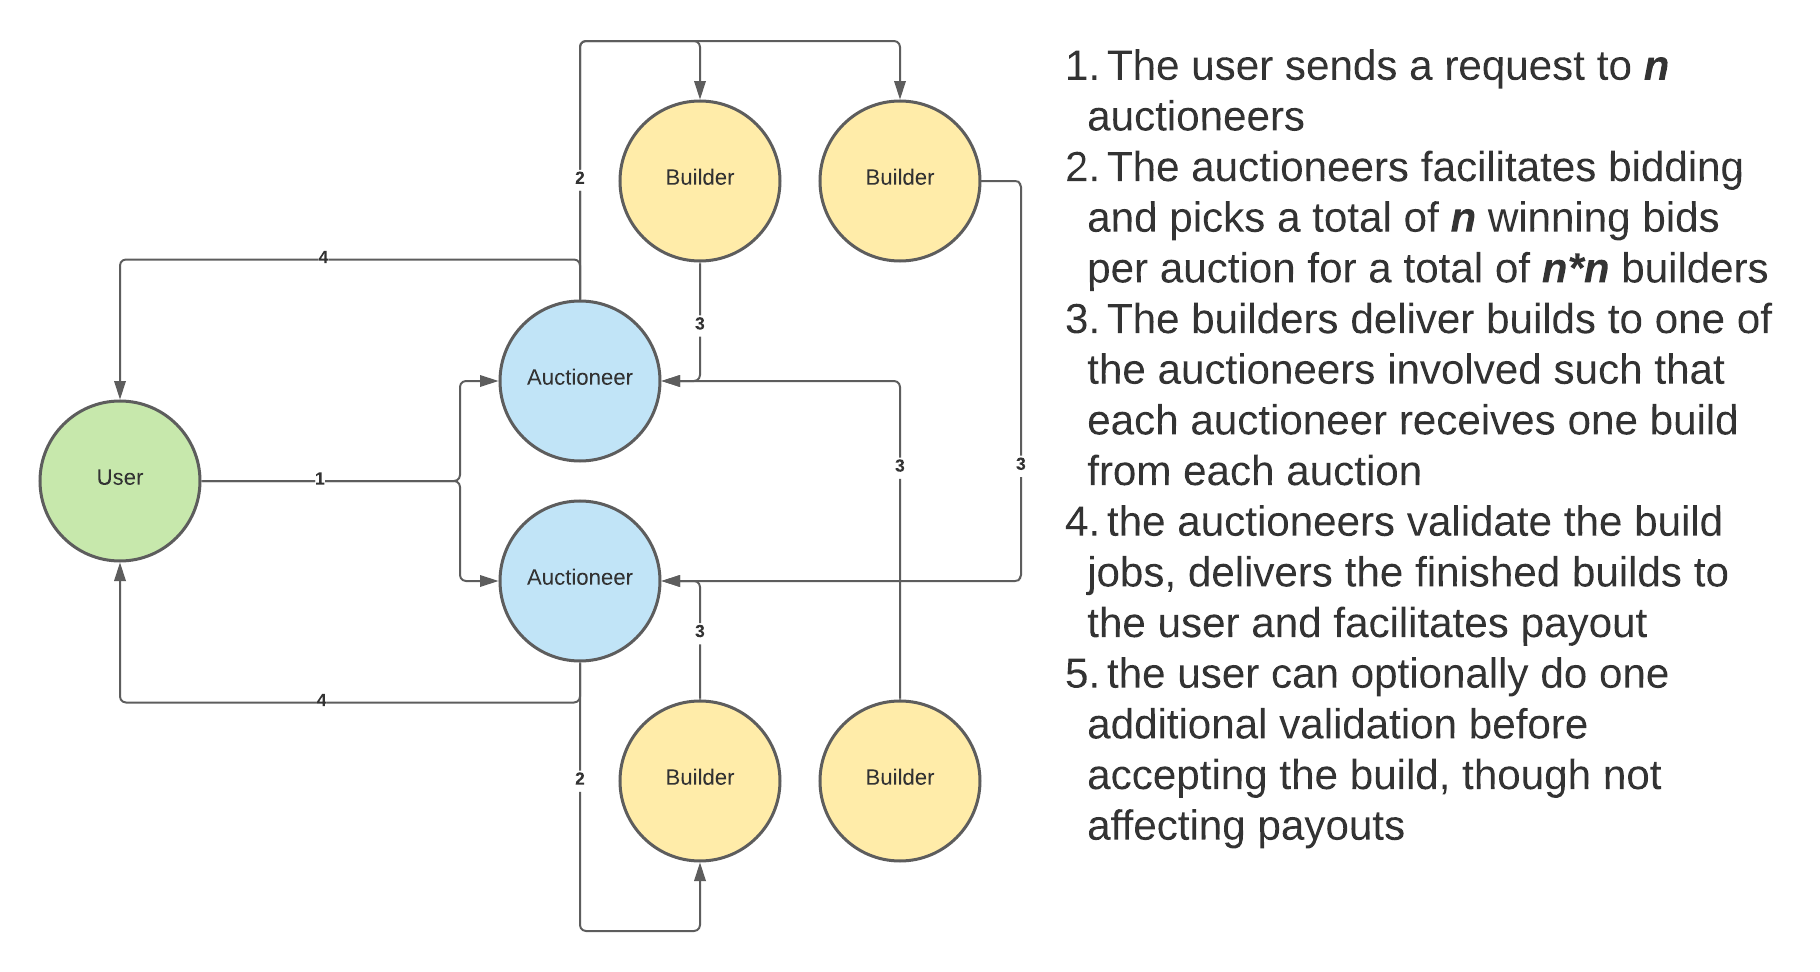 2
Builder
Builder
4
3
Auctioneer
User
1
3
3
Auctioneer
3
4
2
Builder
Builder
1. The user sends a request to n
auctioneers
2. The auctioneers facilitates bidding
and picks a total of n winning bids
per auction for a total of n*n builders
3. The builders deliver builds to one of
the auctioneers involved such that
each auctioneer receives one build
from each auction
4. the auctioneers validate the build
jobs, delivers the finished builds to
the user and facilitates payout
5. the user can optionally do one
additional validation before
accepting the build, though not
affecting payouts